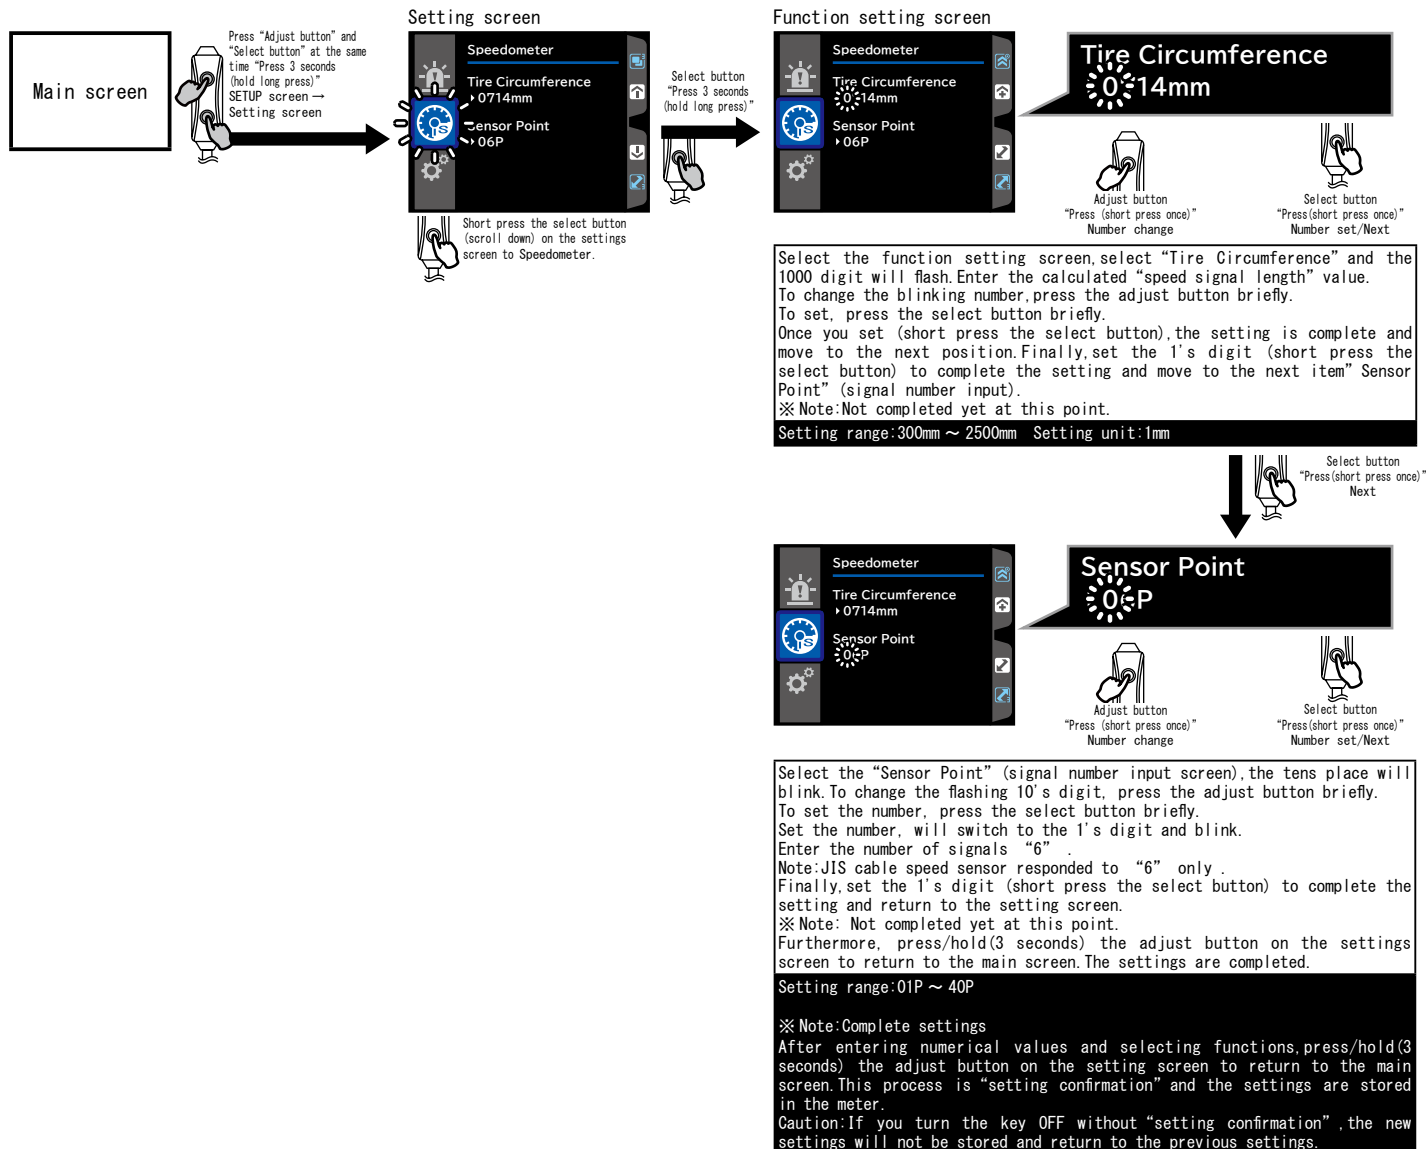 Main screen
Press “Adjust button” and
“Select button” at the same
time “Press 3 seconds
(hold long press)”
SETUP screen →
Setting screen
Setting screen
Speedometer
Tire Circumference
0714mm
Sensor Point
06P
Short press the select button
(scroll down) on the settings
screen to Speedometer.
Select button
“Press 3 seconds
(hold long press)”
Function setting screen
Speedometer
Tire Circumference
0714mm
Sensor Point
06P
Tire Circumference
0714mm
Adjust button
“Press (short press once)”
Number change
Select button
“Press(short press once)”
Number set/Next
Select the function setting screen,select “Tire Circumference” and the
1000 digit will flash.Enter the calculated “speed signal length” value.
To change the blinking number,press the adjust button briefly.
To set, press the select button briefly.
Once you set (short press the select button),the setting is complete and
move to the next position.Finally,set the 1's digit (short press the
select button) to complete the setting and move to the next item” Sensor
Point” (signal number input).
※Note:Not completed yet at this point.
Setting range:300mm～2500mm  Setting unit:1mm
Select button
“Press(short press once)”
Next
Speedometer
Tire Circumference
0714mm
Sensor Point
06P
Sensor Point
06P
Adjust button
“Press (short press once)”
Number change
Select button
“Press(short press once)”
Number set/Next
Select the “Sensor Point” (signal number input screen),the tens place will
blink.To change the flashing 10's digit, press the adjust button briefly.
To set the number, press the select button briefly.
Set the number, will switch to the 1's digit and blink.
Enter the number of signals “6” .
Note:JIS cable speed sensor responded to “6” only .
Finally,set the 1's digit (short press the select button) to complete the
setting and return to the setting screen.
※Note: Not completed yet at this point.
Furthermore, press/hold(3 seconds) the adjust button on the settings
screen to return to the main screen.The settings are completed.
Setting range:01P～40P
※Note:Complete settings
After entering numerical values and selecting functions,press/hold(3
seconds) the adjust button on the setting screen to return to the main
screen.This process is “setting confirmation” and the settings are stored
in the meter.
Caution:If you turn the key OFF without “setting confirmation”,the new
settings will not be stored and return to the previous settings.